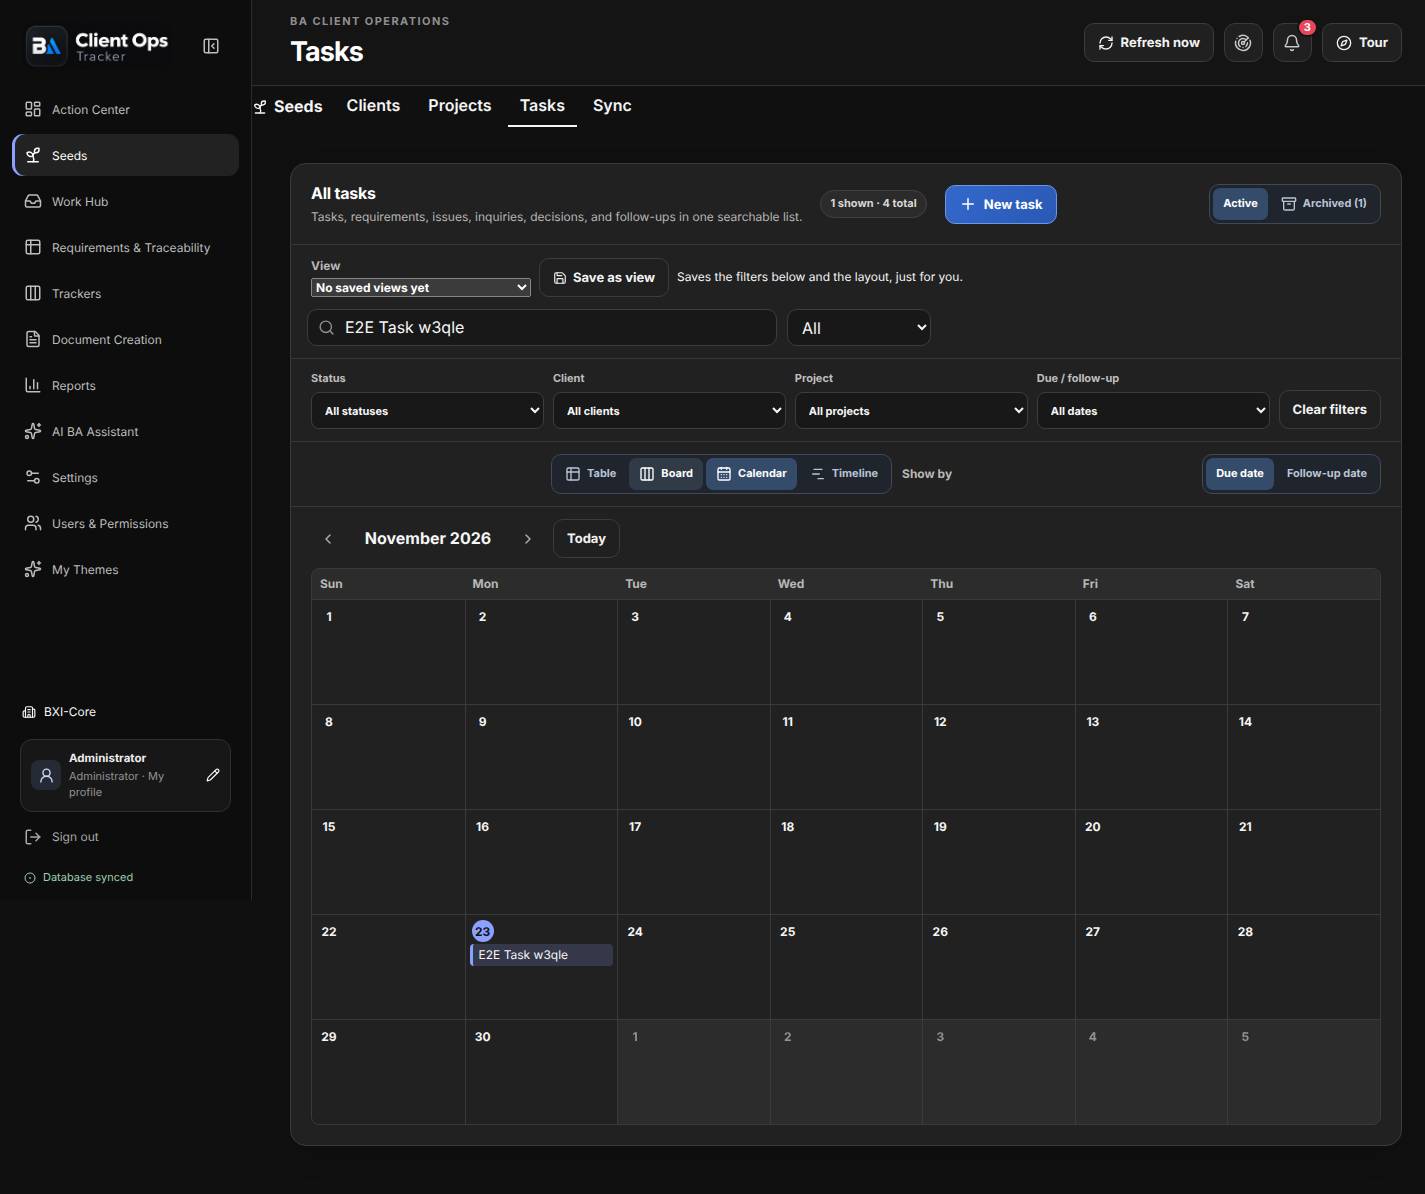 BA Client Ops
Tracker
Action Center
Seeds
Work Hub
Requirements & Traceability
Trackers
Document Creation
Reports
AI BA Assistant
Settings
Users & Permissions
My Themes
BXI-Core
Administrator
Administrator · My
profile
Sign out
Database synced
BA CLIENT OPERATIONS
Tasks
Refresh now
3
Tour
Seeds Clients Projects Tasks Sync
All tasks
Tasks, requirements, issues, inquiries, decisions, and follow-ups in one searchable list.
1 shown · 4 total
New task
Active
Archived (1)
View
No saved views yet
Save as view
Saves the filters below and the layout, just for you.
E2E Task w3qle
All
Status Client Project Due / follow-up
All statuses All clients All projects All dates Clear filters
Table Board Calendar Timeline Show by Due date Follow-up date
November 2026 Today
Sun Mon Tue Wed Thu Fri Sat
1 2 3 4 5 6 7
8 9 10 11 12 13 14
15 16 17 18 19 20 21
22 23 24 25 26 27 28
E2E Task w3qle
29 30 1 2 3 4 5